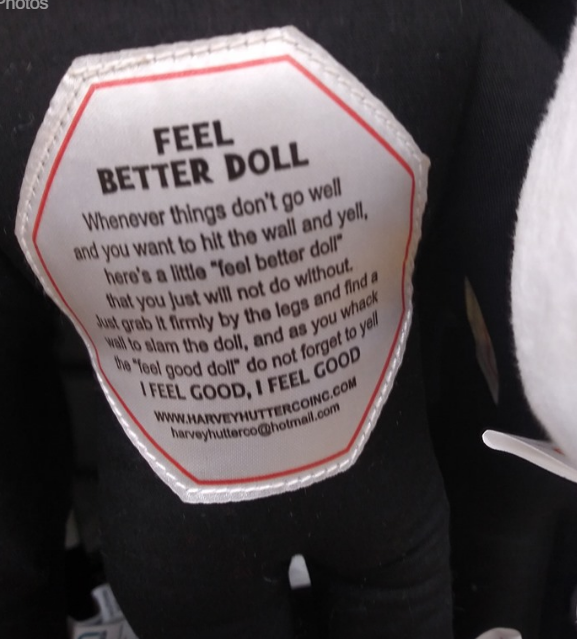 Photos
FEEL
BETTER DOLL
Whenever things don't go well
and you want to hit the wall and yell,
here's a little "feel better doll"
that you just will not do without.
Just grab it firmly by the legs and find a
wall to slam the doll, and as you whack
the "feel good doll" do not forget to yell
I FEEL GOOD, I FEEL GOOD
WWW.HARVEYHUTTERCOINC.COM
harveyhutterco@hotmail.com